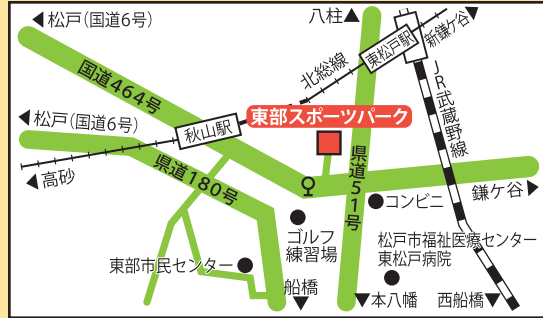 ◀松戸(国道6号)
八柱▲
新鎌ケ谷▶
東松戸駅
北総線
国道464号
JR武蔵野線
東部スポーツパーク
◀松戸(国道6号)
秋山駅
◀高砂
県道180号
県道51号
鎌ケ谷▶
コンビニ
ゴルフ
練習場
松戸市福祉医療センター
東松戸病院
東部市民センター
船橋
▼
▼本八幡
西船橋▼